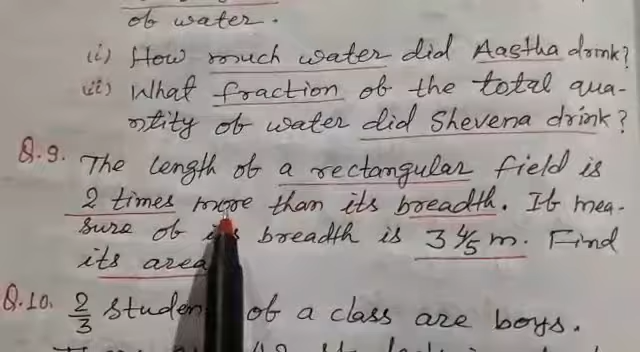 of water.
(i) How much water did Aastha drink?
(ii) What fraction of the total qua-
ntity of water did Shevena drink?
Q.9. The length of a rectangular field is
2 times more than its breadth. If mea-
sure of its breadth is 3 4/5 m. Find
its area
Q.10. 2/3 student of a class are boys.